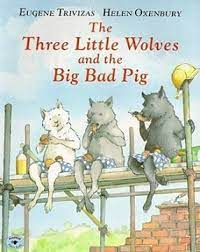 EUGENE TRIVIZAS HELEN OXENBURY
The
Three Little Wolves
and the
Big Bad Pig